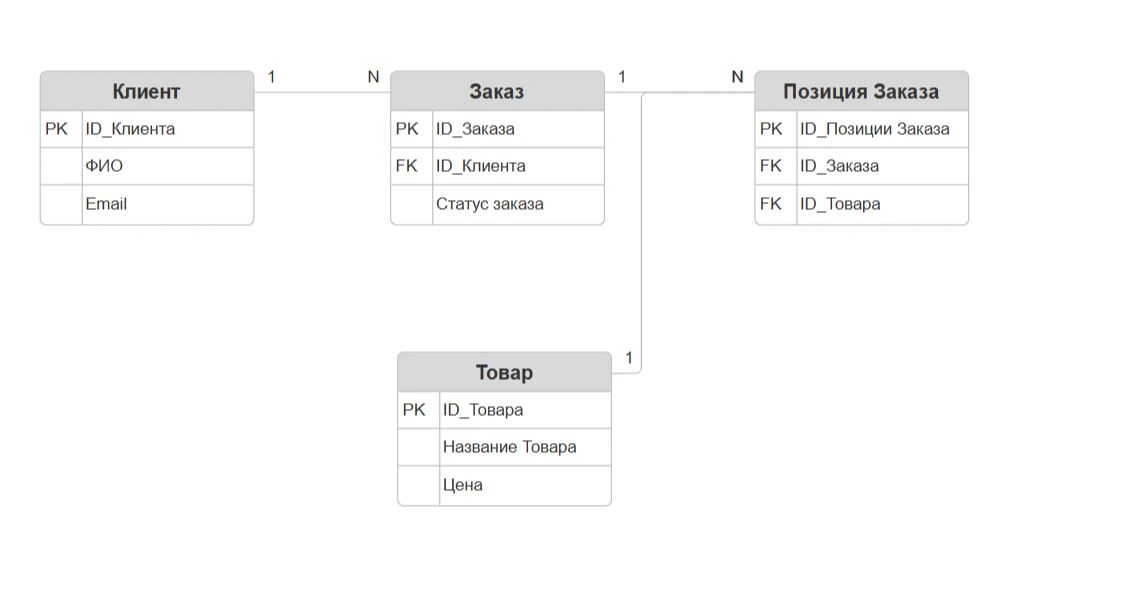 1 N 1 N
Клиент
PK ID_Клиента
ФИО
Email
Заказ
PK ID_Заказа
FK ID_Клиента
Статус заказа
Позиция Заказа
PK ID_Позиции Заказа
FK ID_Заказа
FK ID_Товара
1
Товар
PK ID_Товара
Название Товара
Цена